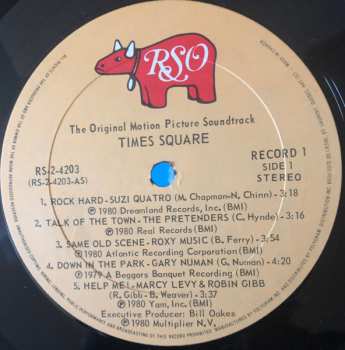 RSO
The Original Motion Picture Soundtrack
TIMES SQUARE
RS-2-4203
(RS-2-4203-AS)
RECORD 1
SIDE 1
STEREO
1. ROCK HARD - SUZI QUATRO (M. Chapman-N. Chinn) - 3:18
℗ 1980 Dreamland Records, Inc. (BMI)
2. TALK OF THE TOWN - THE PRETENDERS (C. Hynde) - 3:16
℗ 1980 Real Records (BMI)
3. SAME OLD SCENE - ROXY MUSIC (B. Ferry) - 3:54
℗ 1980 Atlantic Recording Corporation (BMI)
4. DOWN IN THE PARK - GARY NUMAN (G. Numan) - 4:20
℗ 1979 A Beggars Banquet Recording (BMI)
5. HELP ME! - MARCY LEVY & ROBIN GIBB
(R. Gibb - B. Weaver) - 3:37
℗ 1980 Yam, Inc. (BMI)
Executive Producer: Bill Oakes
℗ 1980 Multiplier N.V.